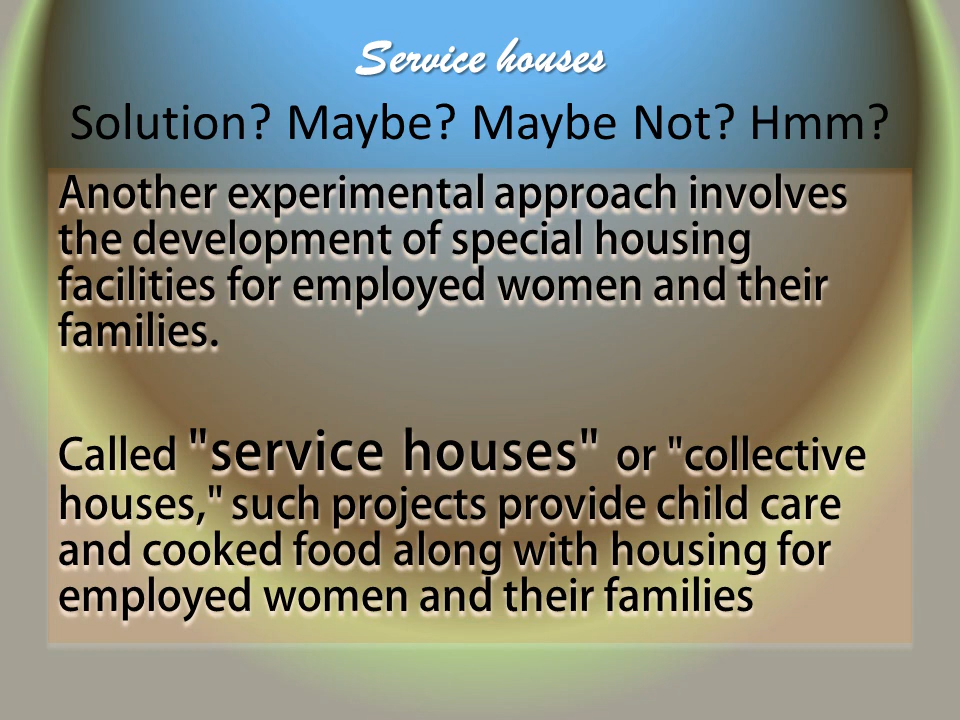 Service houses
Solution? Maybe? Maybe Not? Hmm?
Another experimental approach involves
the development of special housing
facilities for employed women and their
families.
Called "service houses" or "collective
houses," such projects provide child care
and cooked food along with housing for
employed women and their families